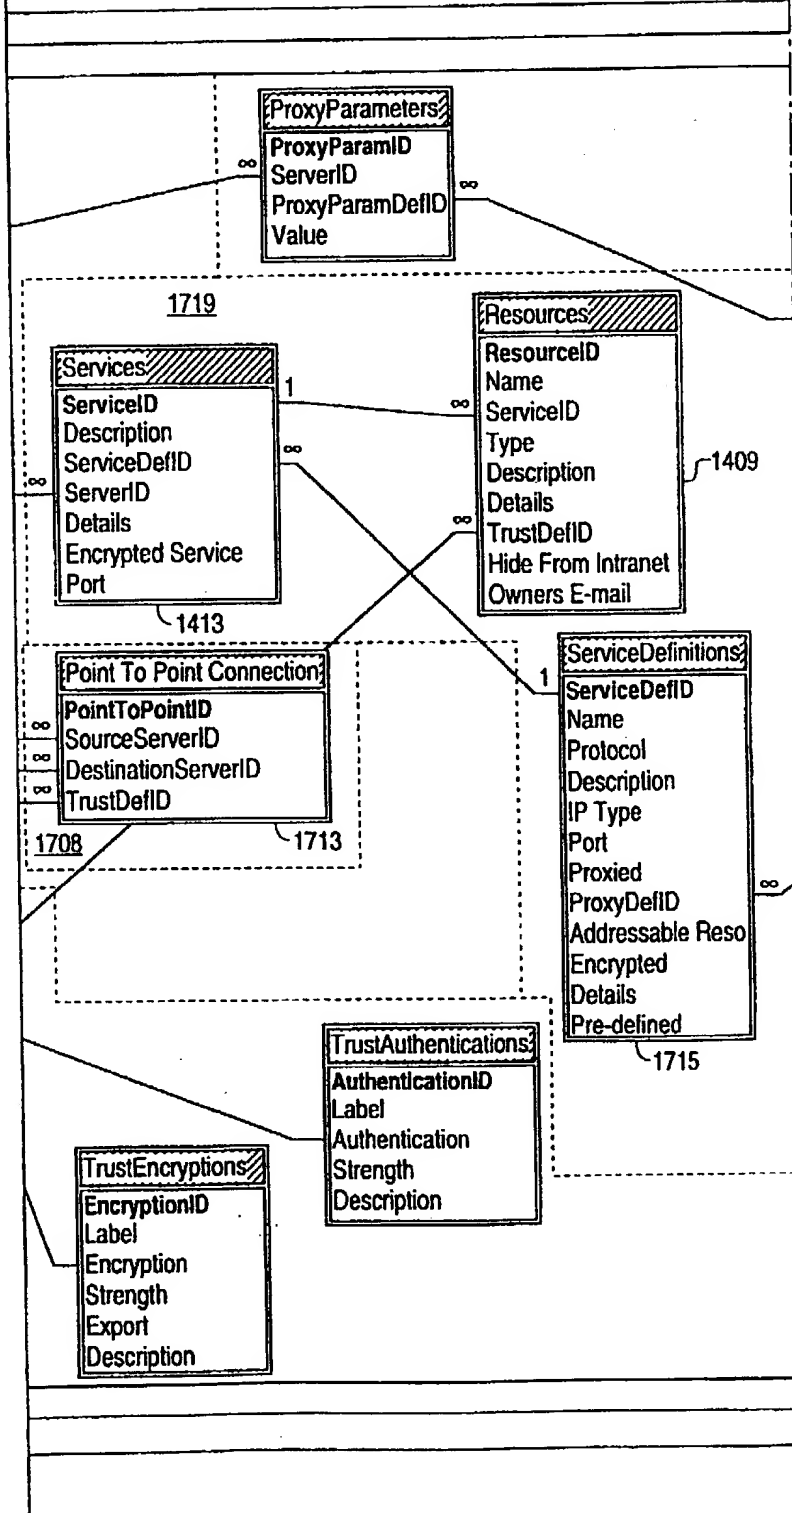 ProxyParameters
ProxyParamID
∞
ServerID
∞
ProxyParamDefID
Value
1719
Resources
ResourceID
Name
∞
ServiceID
Type
Description
Details
∞
TrustDefID
Hide From Intranet
Owners E-mail
1409
Services
1
ServiceID
Description
∞
ServiceDefID
∞
ServerID
Details
Encrypted Service
Port
1413
Point To Point Connection
PointToPointID
∞
SourceServerID
∞
DestinationServerID
∞
TrustDefID
1708
1713
ServiceDefinitions
1
ServiceDefID
Name
Protocol
Description
IP Type
Port
Proxied
∞
ProxyDefID
Addressable Reso
Encrypted
Details
Pre-defined
1715
TrustAuthentications
AuthenticationID
Label
Authentication
Strength
Description
TrustEncryptions
EncryptionID
Label
Encryption
Strength
Export
Description